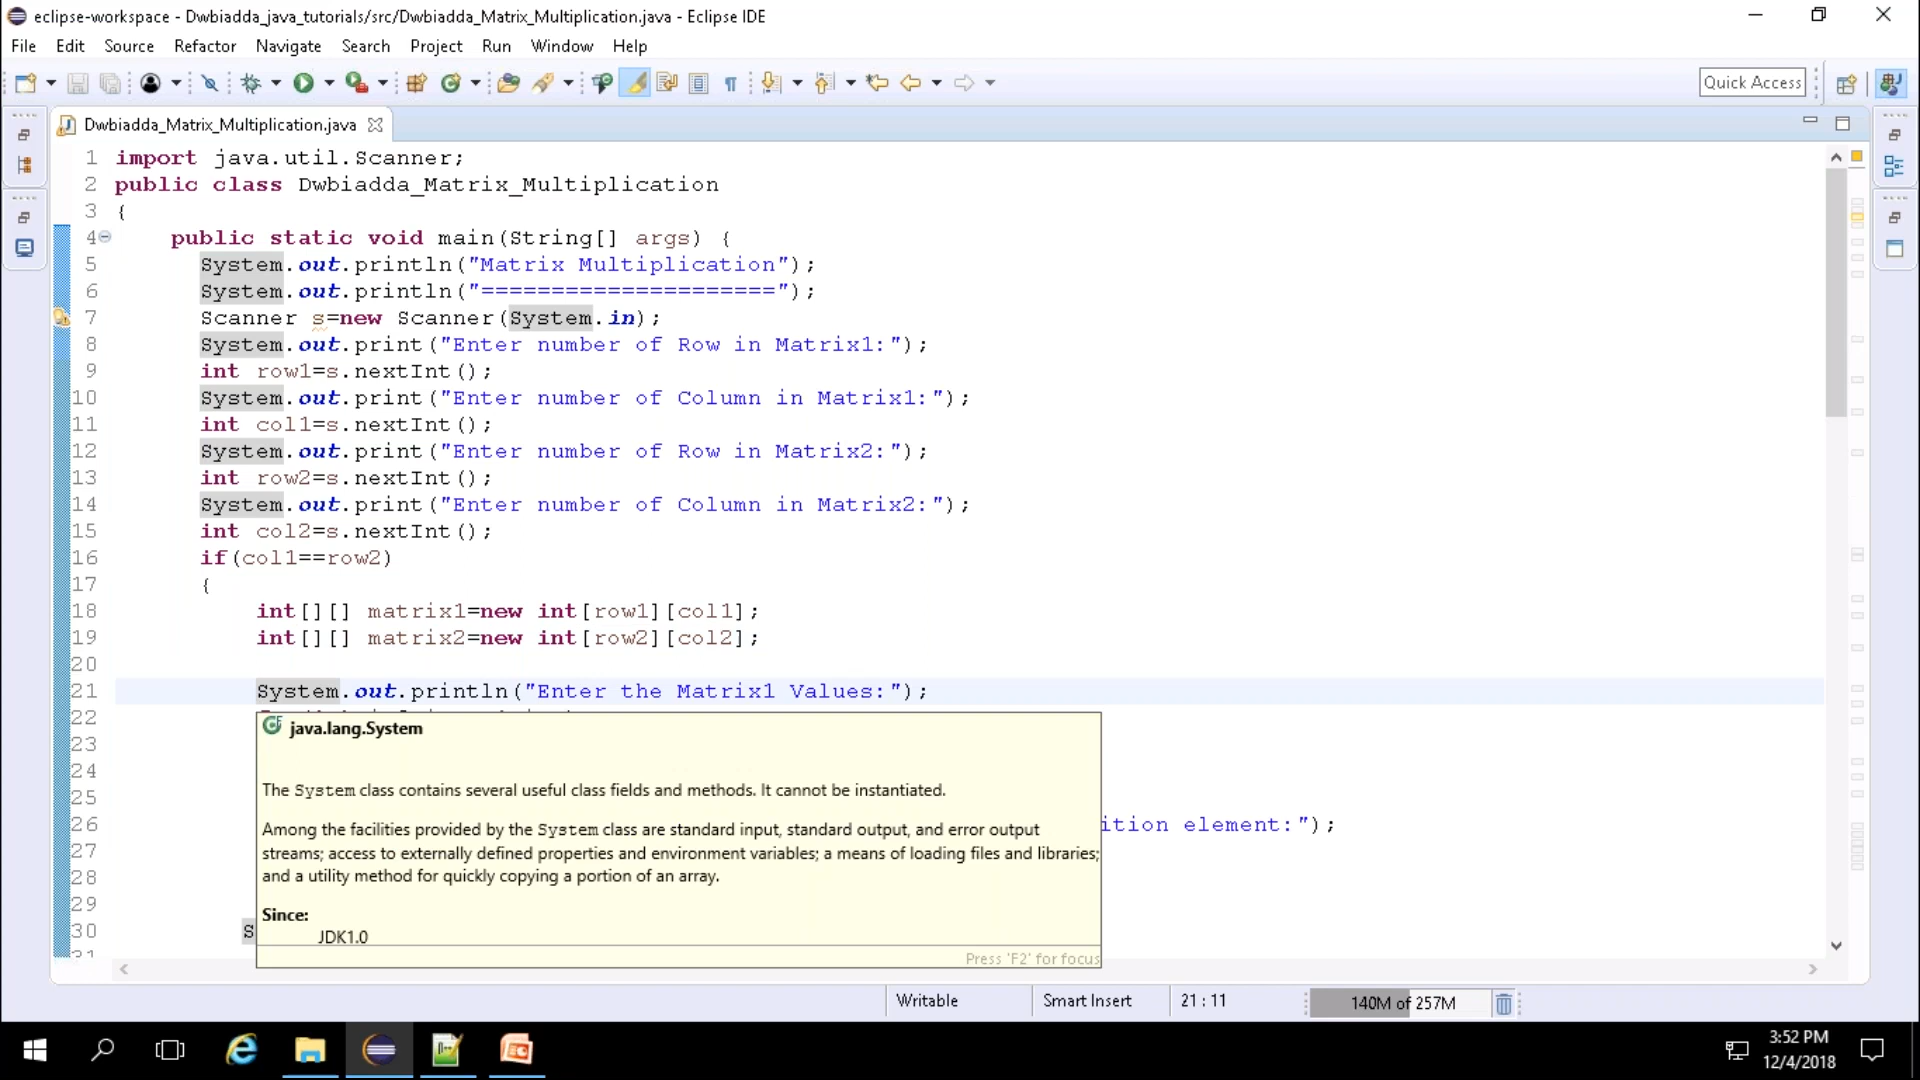 eclipse-workspace - Dwbiadda_java_tutorials/src/Dwbiadda_Matrix_Multiplication.java - Eclipse IDE
File Edit Source Refactor Navigate Search Project Run Window Help
Quick Access
Dwbiadda_Matrix_Multiplication.java
1 import java.util.Scanner;
2 public class Dwbiadda_Matrix_Multiplication
3 {
4 public static void main(String[] args) {
5 System.out.println("Matrix Multiplication");
6 System.out.println("=====================");
7 Scanner s=new Scanner(System.in);
8 System.out.print("Enter number of Row in Matrix1:");
9 int row1=s.nextInt();
10 System.out.print("Enter number of Column in Matrix1:");
11 int col1=s.nextInt();
12 System.out.print("Enter number of Row in Matrix2:");
13 int row2=s.nextInt();
14 System.out.print("Enter number of Column in Matrix2:");
15 int col2=s.nextInt();
16 if(col1==row2)
17 {
18 int[][] matrix1=new int[row1][col1];
19 int[][] matrix2=new int[row2][col2];
20
21 System.out.println("Enter the Matrix1 Values:");
22
java.lang.System
23
24
The System class contains several useful class fields and methods. It cannot be instantiated.
25
26 ition element:");
Among the facilities provided by the System class are standard input, standard output, and error output
27 streams; access to externally defined properties and environment variables; a means of loading files and libraries;
28 and a utility method for quickly copying a portion of an array.
29
Since:
30 S
JDK1.0
31
Press 'F2' for focus
Writable Smart Insert 21 : 11 140M of 257M
3:52 PM
12/4/2018